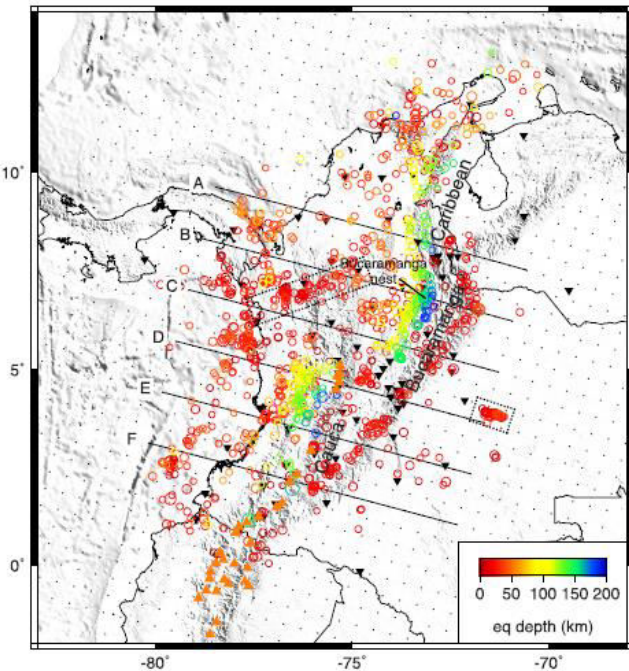 10°
5°
0°
-80°
-75°
-70°
A
B
C
D
E
F
Caribbean
Bucaramanga
nest
Bucaramanga
Cauca
0 50 100 150 200
eq depth (km)